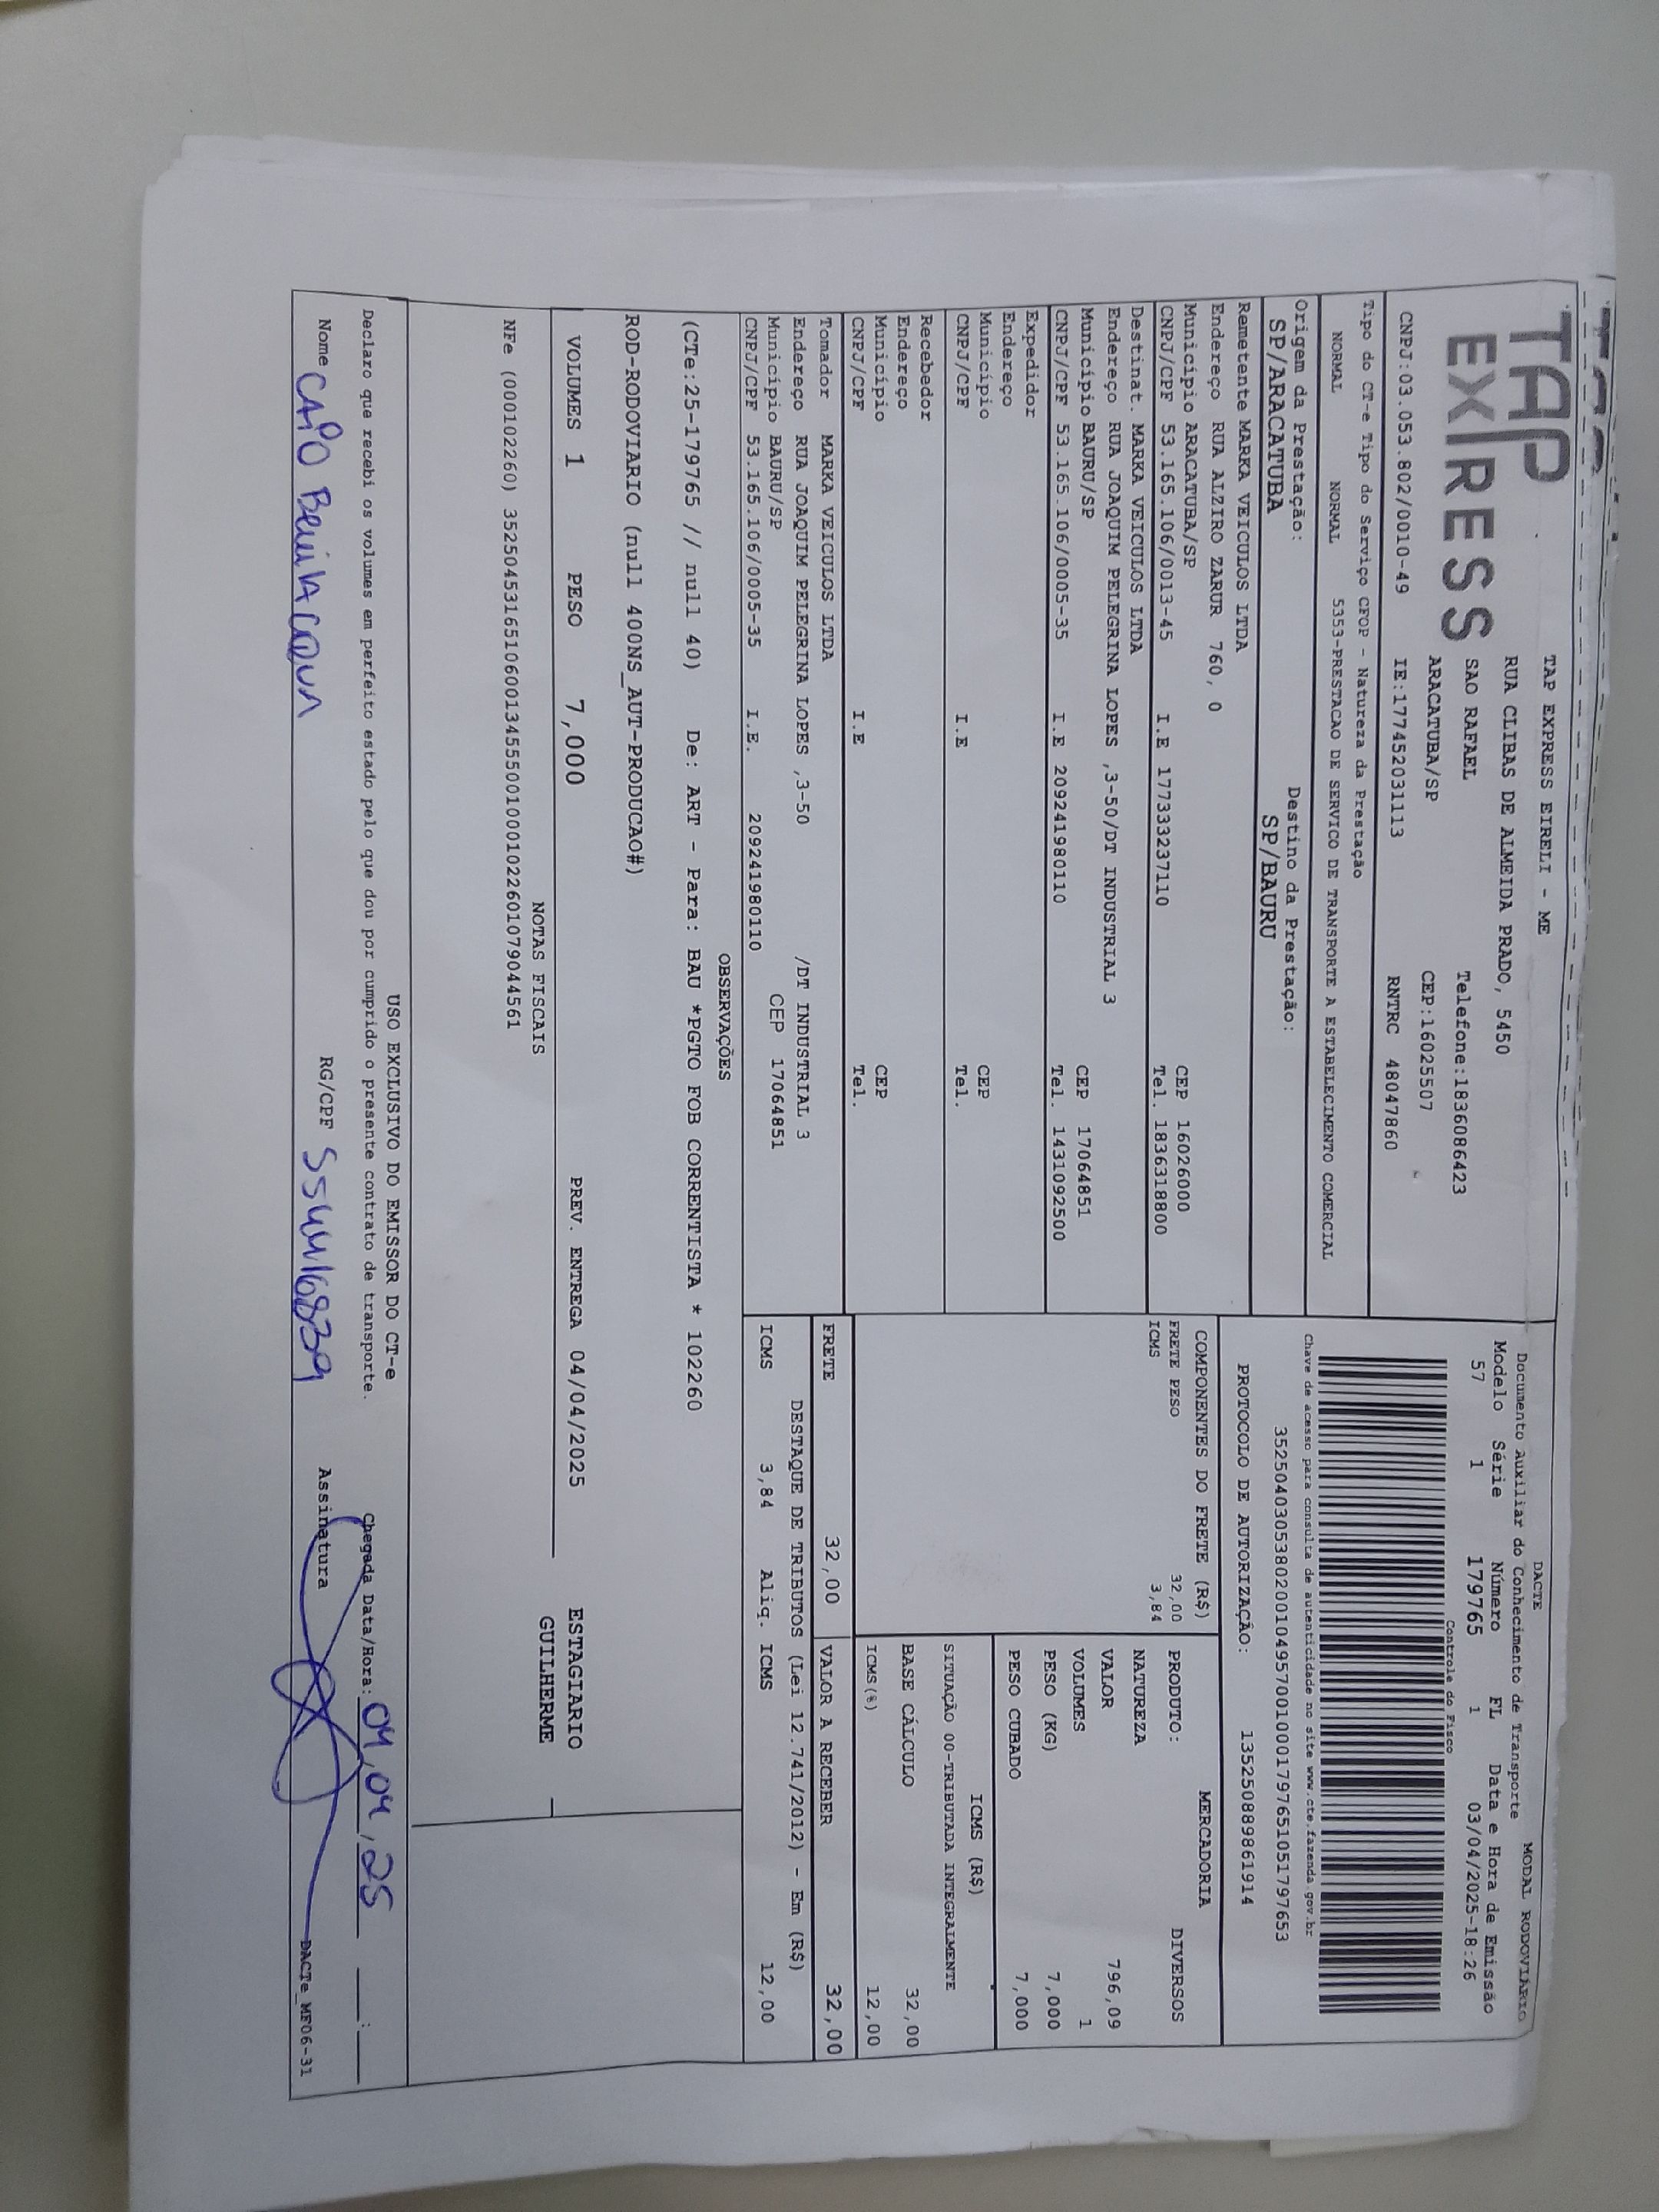 TAP
EXPRESS
TAP EXPRESS EIRELI - ME
RUA CLIBAS DE ALMEIDA PRADO, 5450
SAO RAFAEL Telefone:1836086423
ARACATUBA/SP CEP:16025507
CNPJ:03.053.802/0010-49 IE:177452031113 RNTRC 48047860
Tipo do CT-e Tipo do Serviço CFOP - Natureza da Prestação
NORMAL NORMAL 5353-PRESTACAO DE SERVICO DE TRANSPORTE A ESTABELECIMENTO COMERCIAL
Origem da Prestação: Destino da Prestação:
SP/ARACATUBA SP/BAURU
DACTE MODAL RODOVIÁRIO
Documento Auxiliar do Conhecimento de Transporte
Modelo Série Número FL Data e Hora de Emissão
57 1 179765 1 03/04/2025-18:26
Controle do Fisco
Chave de acesso para consulta de autenticidade no site www.cte.fazenda.gov.br
35250403053802001049570010001797651051797653
PROTOCOLO DE AUTORIZAÇÃO: 135250889861914
Remetente MARKA VEICULOS LTDA
Endereço RUA ALZIRO ZARUR 760, 0
Município ARACATUBA/SP CEP 16026000
CNPJ/CPF 53.165.106/0013-45 I.E 177333237110 Tel. 1836318800
Destinat. MARKA VEICULOS LTDA
Endereço RUA JOAQUIM PELEGRINA LOPES ,3-50/DT INDUSTRIAL 3
Município BAURU/SP CEP 17064851
CNPJ/CPF 53.165.106/0005-35 I.E 209241980110 Tel. 1431092500
Expedidor
Endereço
Município CEP
CNPJ/CPF I.E Tel.
Recebedor
Endereço
Município CEP
CNPJ/CPF I.E Tel.
Tomador MARKA VEICULOS LTDA
Endereço RUA JOAQUIM PELEGRINA LOPES ,3-50 /DT INDUSTRIAL 3
Município BAURU/SP CEP 17064851
CNPJ/CPF 53.165.106/0005-35 I.E. 209241980110
COMPONENTES DO FRETE (R$)
FRETE PESO 32,00
ICMS 3,84
MERCADORIA
PRODUTO: DIVERSOS
NATUREZA
VALOR 796,09
VOLUMES 1
PESO (KG) 7,000
PESO CUBADO 7,000
ICMS (R$)
SITUAÇÃO 00-TRIBUTADA INTEGRALMENTE
BASE CÁLCULO 32,00
ICMS(%) 12,00
FRETE 32,00 VALOR A RECEBER 32,00
DESTAQUE DE TRIBUTOS (Lei 12.741/2012) - Em (R$)
ICMS 3,84 Aliq. ICMS 12,00
OBSERVAÇÕES
(CTe:25-179765 // null 40) De: ART - Para: BAU *PGTO FOB CORRENTISTA * 102260
ROD-RODOVIARIO (null 400NS_AUT-PRODUCAO#)
VOLUMES 1 PESO 7,000 PREV. ENTREGA 04/04/2025 ESTAGIARIO
GUILHERME
NOTAS FISCAIS
NFe (000102260) 35250453165106001345550010001022601079044561
USO EXCLUSIVO DO EMISSOR DO CT-e
Declaro que recebi os volumes em perfeito estado pelo que dou por cumprido o presente contrato de transporte. Chegada Data/Hora: 04,04,25 __:__
Nome CAIO BeviLACQUA RG/CPF 554416839 Assinatura
DACTe_MF06-31